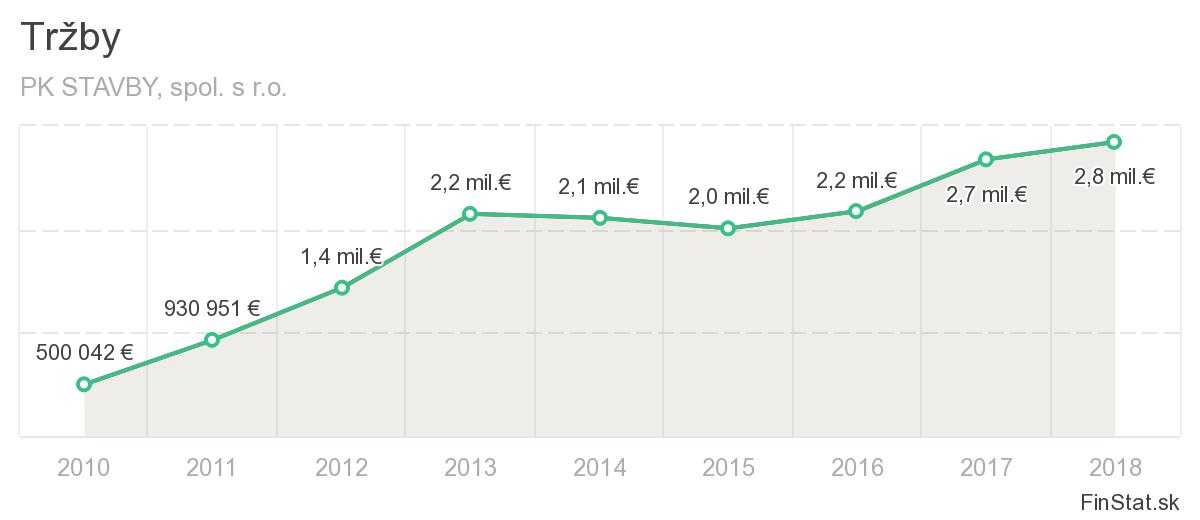 Tržby
PK STAVBY, spol. s r.o.
500 042 €
930 951 €
1,4 mil.€
2,2 mil.€
2,1 mil.€
2,0 mil.€
2,2 mil.€
2,7 mil.€
2,8 mil.€
2010 2011 2012 2013 2014 2015 2016 2017 2018
FinStat.sk